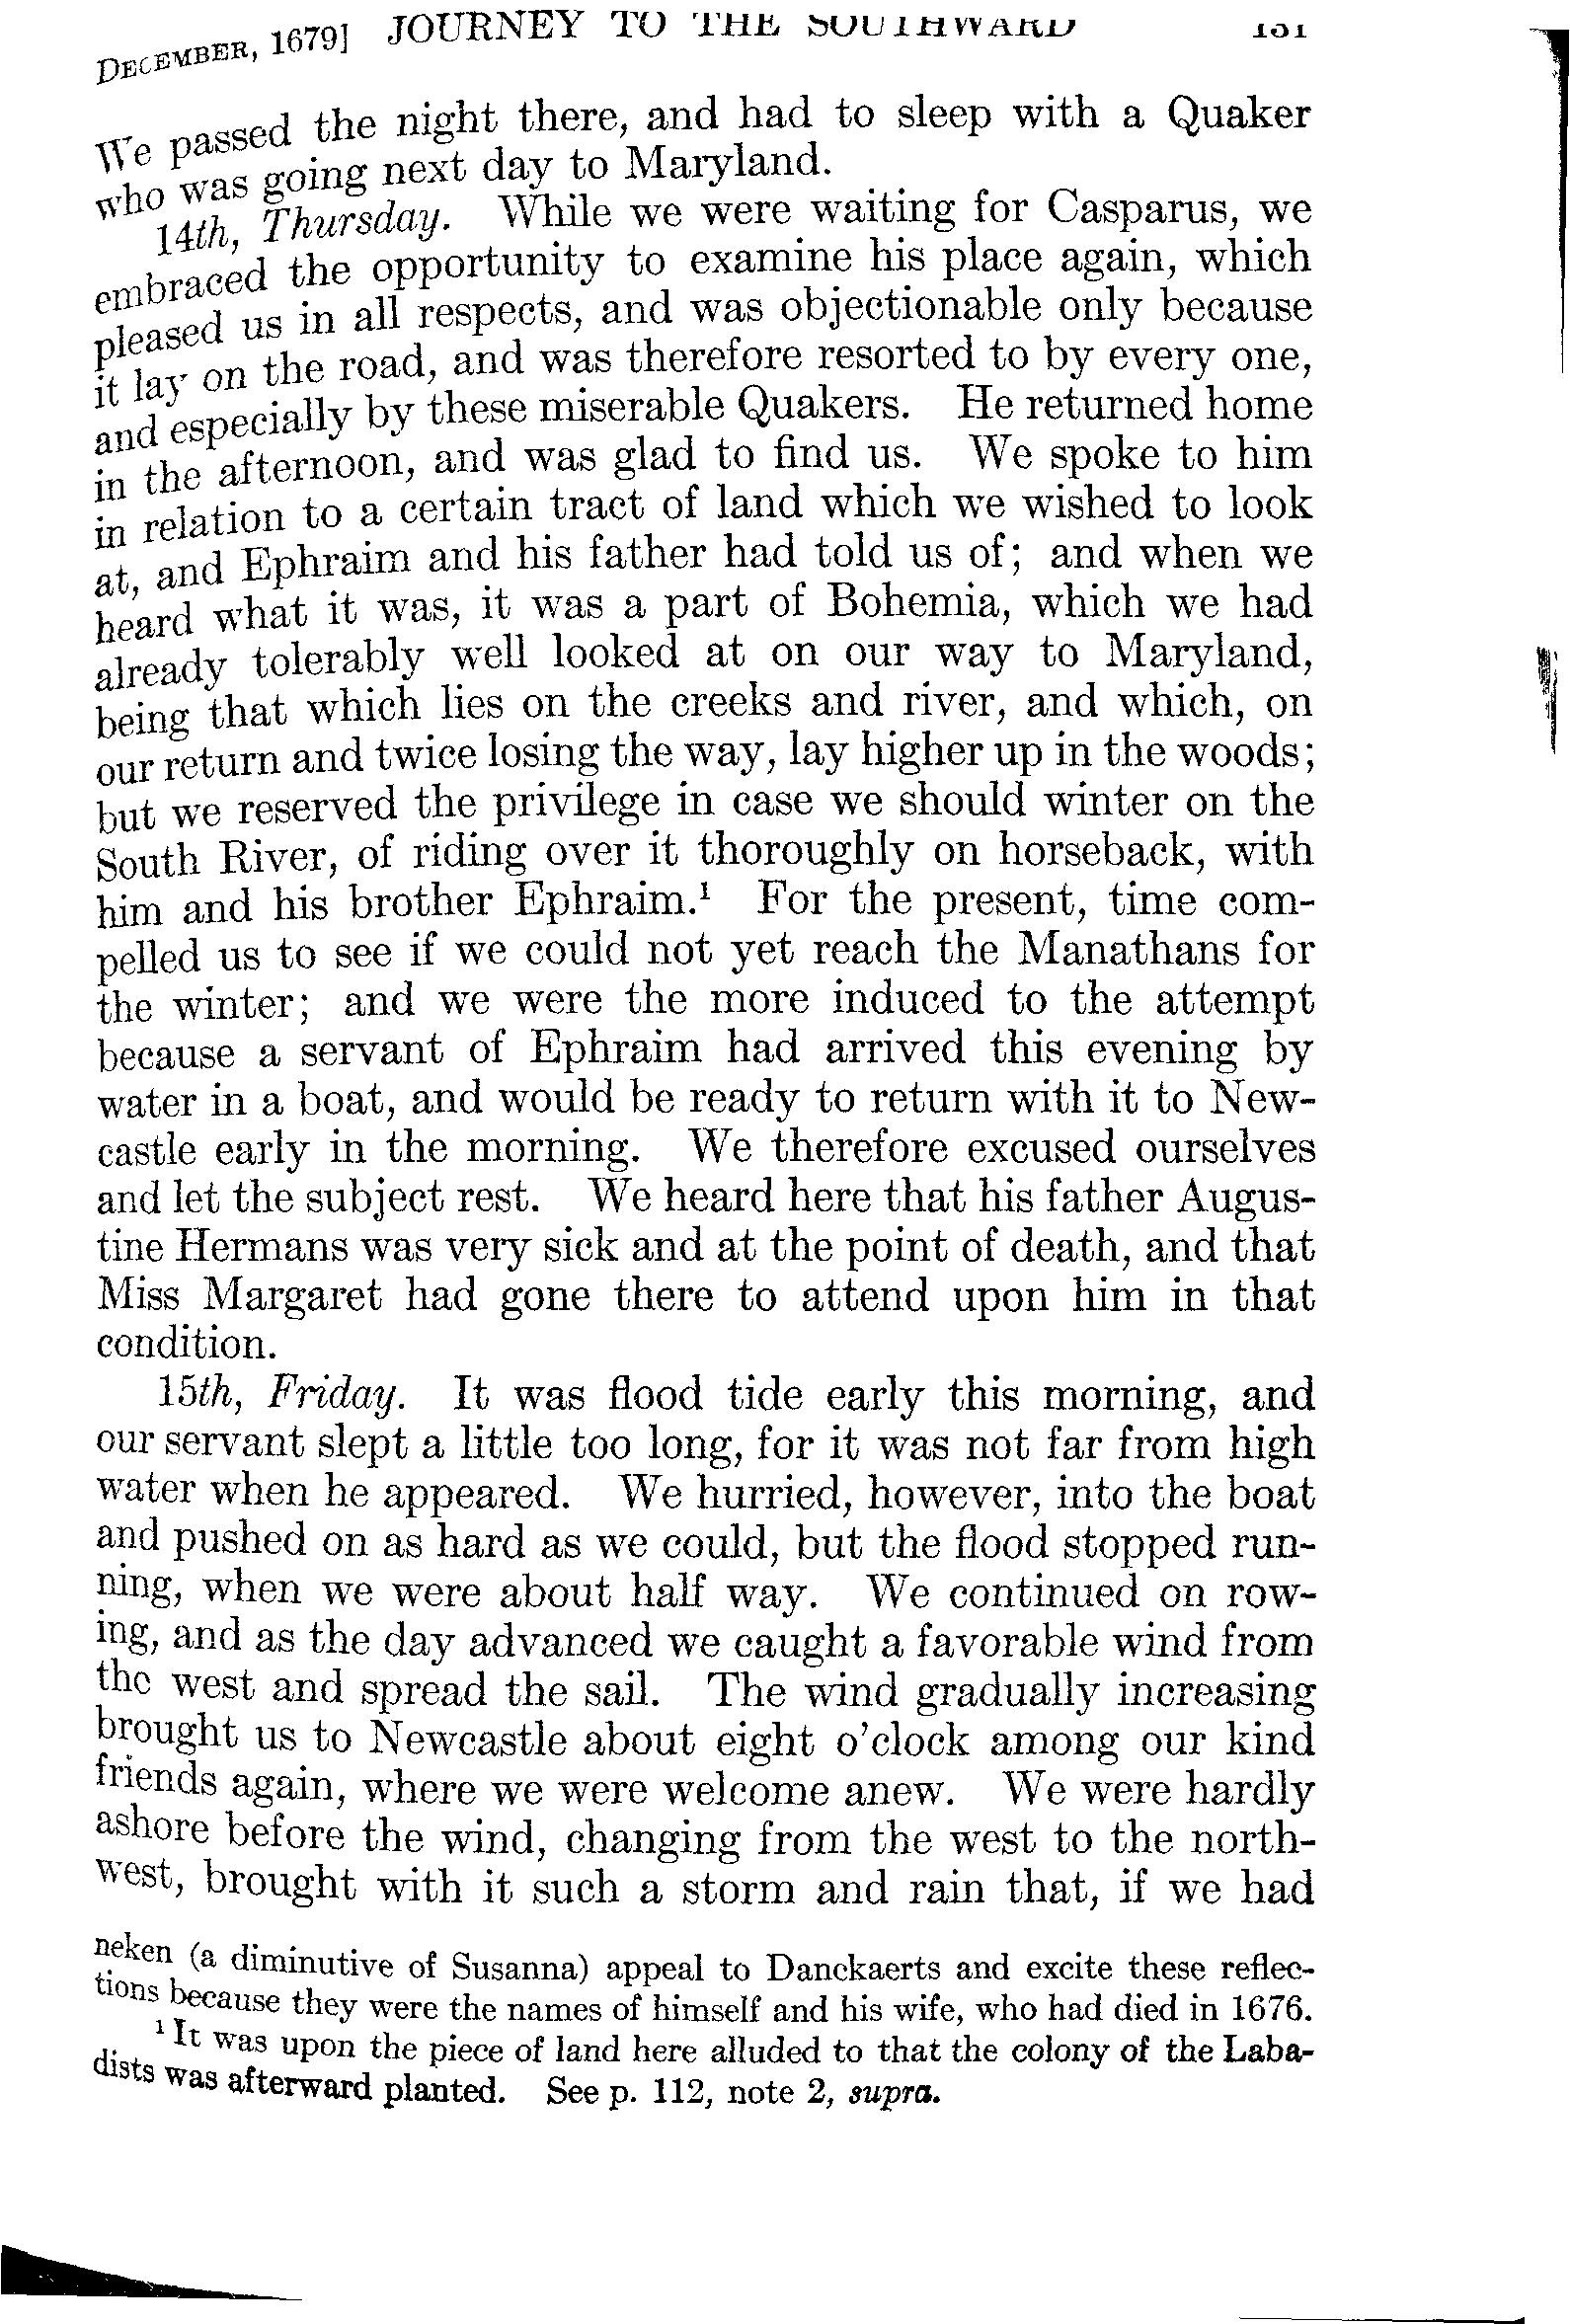 DECEMBER, 1679] JOURNEY TO THE SOUTHWARD 151
We passed the night there, and had to sleep with a Quaker
who was going next day to Maryland.
14th, Thursday. While we were waiting for Casparus, we
embraced the opportunity to examine his place again, which
pleased us in all respects, and was objectionable only because
it lay on the road, and was therefore resorted to by every one,
and especially by these miserable Quakers. He returned home
in the afternoon, and was glad to find us. We spoke to him
in relation to a certain tract of land which we wished to look
at, and Ephraim and his father had told us of; and when we
heard what it was, it was a part of Bohemia, which we had
already tolerably well looked at on our way to Maryland,
being that which lies on the creeks and river, and which, on
our return and twice losing the way, lay higher up in the woods;
but we reserved the privilege in case we should winter on the
South River, of riding over it thoroughly on horseback, with
him and his brother Ephraim.¹ For the present, time com-
pelled us to see if we could not yet reach the Manathans for
the winter; and we were the more induced to the attempt
because a servant of Ephraim had arrived this evening by
water in a boat, and would be ready to return with it to New-
castle early in the morning. We therefore excused ourselves
and let the subject rest. We heard here that his father Augus-
tine Hermans was very sick and at the point of death, and that
Miss Margaret had gone there to attend upon him in that
condition.
15th, Friday. It was flood tide early this morning, and
our servant slept a little too long, for it was not far from high
water when he appeared. We hurried, however, into the boat
and pushed on as hard as we could, but the flood stopped run-
ning, when we were about half way. We continued on row-
ing, and as the day advanced we caught a favorable wind from
the west and spread the sail. The wind gradually increasing
brought us to Newcastle about eight o'clock among our kind
friends again, where we were welcome anew. We were hardly
ashore before the wind, changing from the west to the north-
west, brought with it such a storm and rain that, if we had
neken (a diminutive of Susanna) appeal to Danckaerts and excite these reflec-
tions because they were the names of himself and his wife, who had died in 1676.
¹ It was upon the piece of land here alluded to that the colony of the Laba-
dists was afterward planted. See p. 112, note 2, supra.